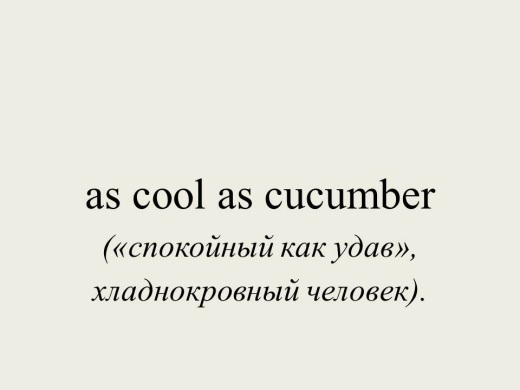 as cool as cucumber
(«спокойный как удав»,
хладнокровный человек).